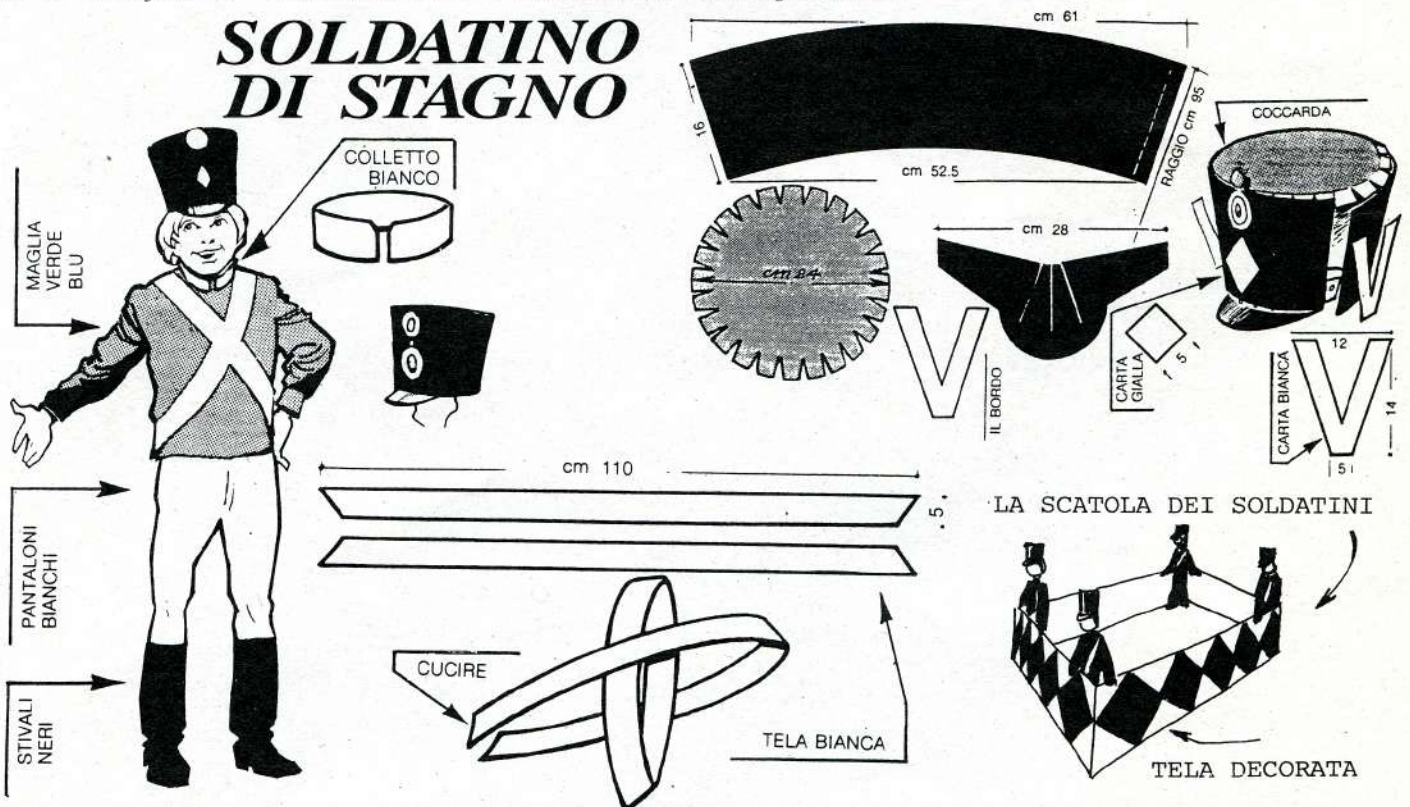 SOLDATINO
DI STAGNO
MAGLIA
VERDE
BLU
COLLETTO
BIANCO
PANTALONI
BIANCHI
STIVALI
NERI
cm 61
16
cm 52.5
RAGGIO cm 95
COCCARDA
cm 24
cm 28
IL BORDO
CARTA
GIALLA
5
12
CARTA BIANCA
14
5
cm 110
.5.
CUCIRE
TELA BIANCA
LA SCATOLA DEI SOLDATINI
TELA DECORATA